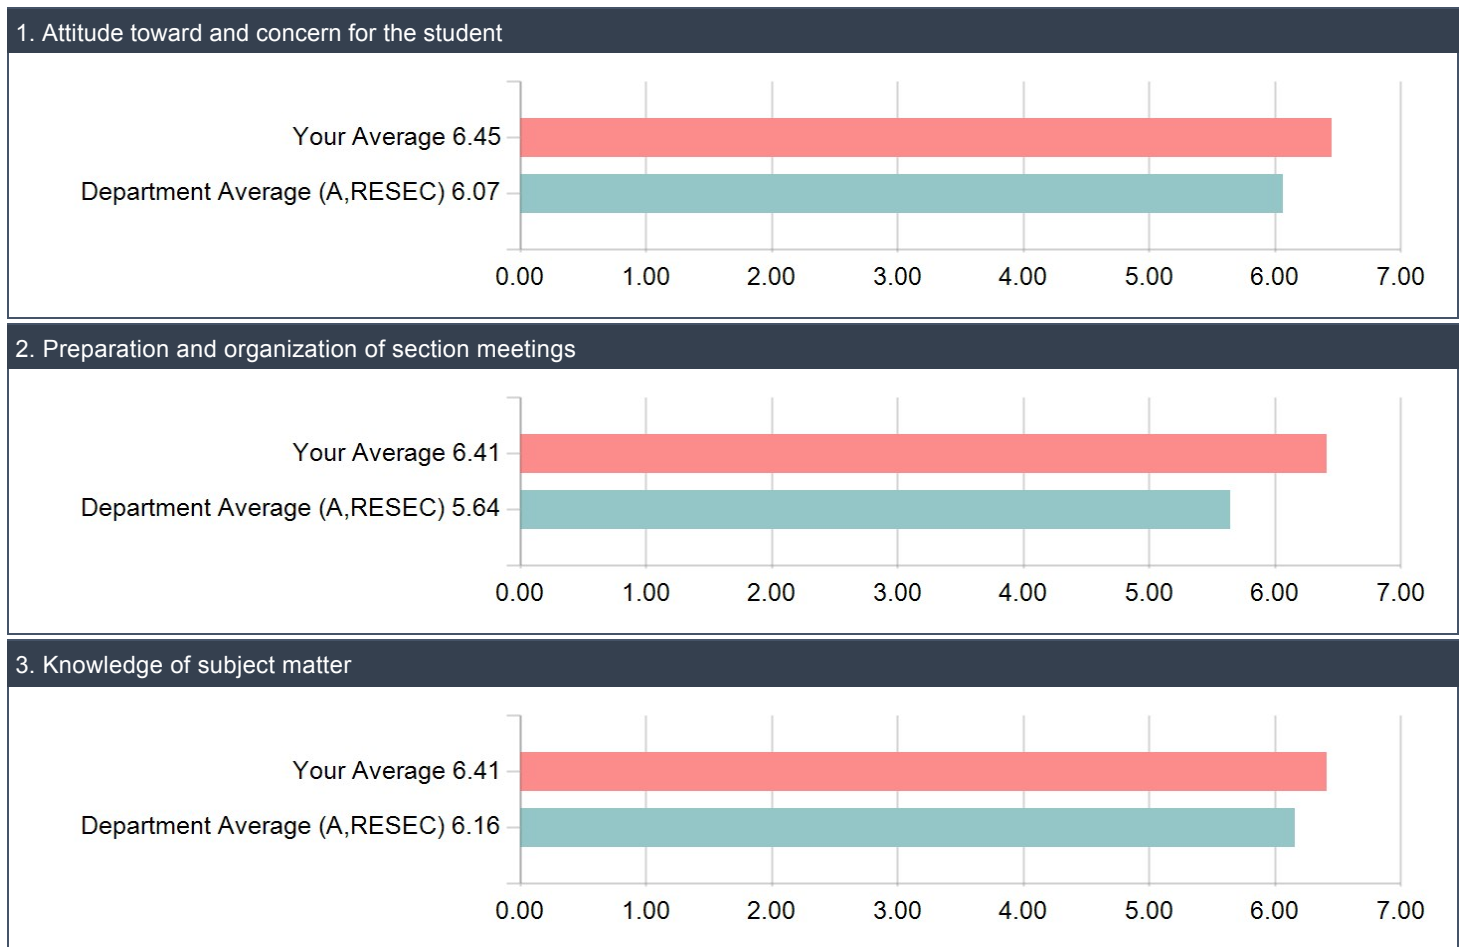 1. Attitude toward and concern for the student
Your Average 6.45
Department Average (A,RESEC) 6.07
0.00 1.00 2.00 3.00 4.00 5.00 6.00 7.00
2. Preparation and organization of section meetings
Your Average 6.41
Department Average (A,RESEC) 5.64
0.00 1.00 2.00 3.00 4.00 5.00 6.00 7.00
3. Knowledge of subject matter
Your Average 6.41
Department Average (A,RESEC) 6.16
0.00 1.00 2.00 3.00 4.00 5.00 6.00 7.00